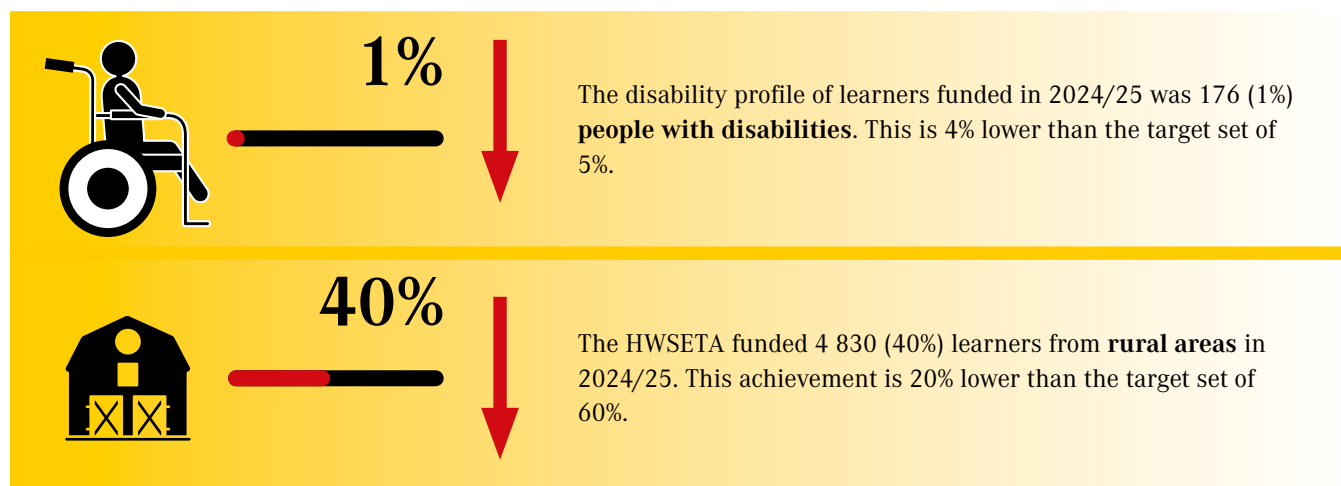 1%
The disability profile of learners funded in 2024/25 was 176 (1%)
people with disabilities. This is 4% lower than the target set of
5%.
40%
The HWSETA funded 4 830 (40%) learners from rural areas in
2024/25. This achievement is 20% lower than the target set of
60%.